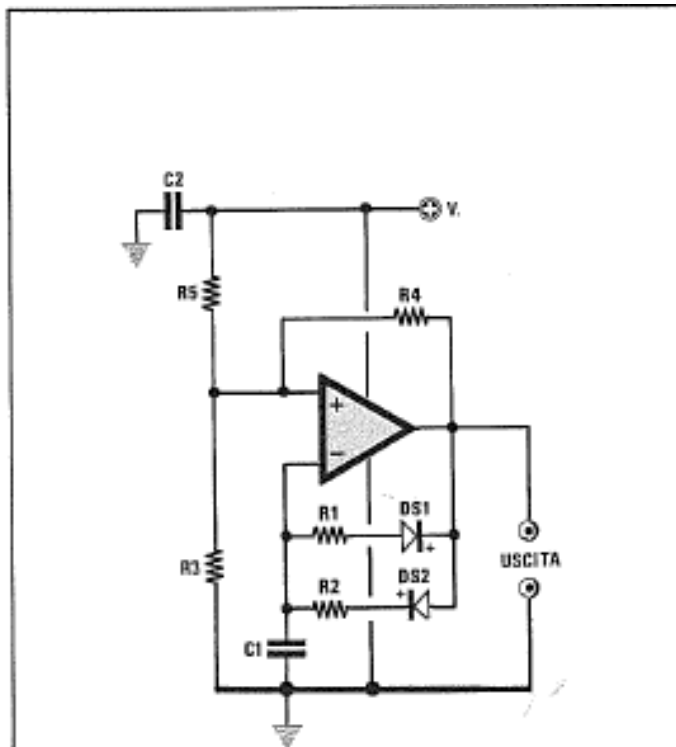 C2
V.
R5
R4
+
−
R1
DS1
+
R3
R2
+
DS2
USCITA
C1